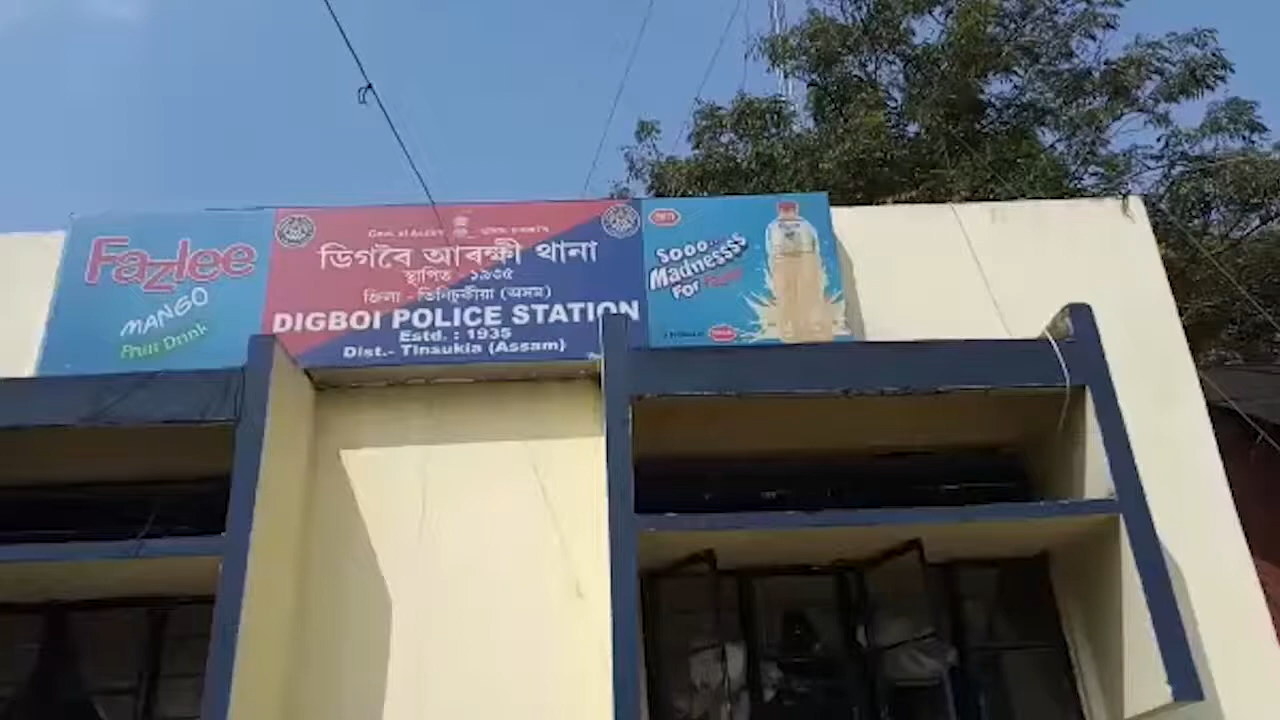 Fazlee
MANGO
Fruit Drink
Govt. of Assam
ডিগবৈ আৰক্ষী থানা
স্থাপিত - ১৯৩৫
জিলা - তিনিচুকীয়া (অসম)
DIGBOI POLICE STATION
Estd. : 1935
Dist.- Tinsukia (Assam)
Sooo...
Madnessss
For